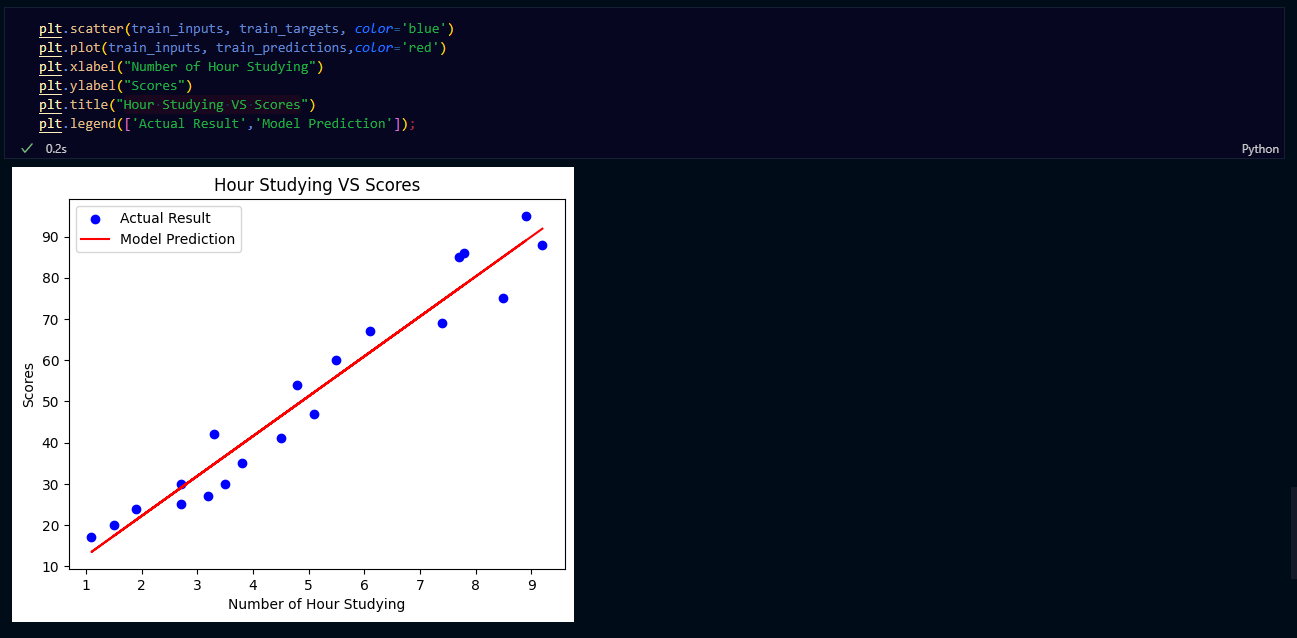 plt.scatter(train_inputs, train_targets, color='blue')
plt.plot(train_inputs, train_predictions,color='red')
plt.xlabel("Number of Hour Studying")
plt.ylabel("Scores")
plt.title("Hour Studying VS Scores")
plt.legend(['Actual Result','Model Prediction']);
0.2s
Python
Hour Studying VS Scores
Actual Result
Model Prediction
90
80
70
60
50
40
30
20
10
Scores
1 2 3 4 5 6 7 8 9
Number of Hour Studying